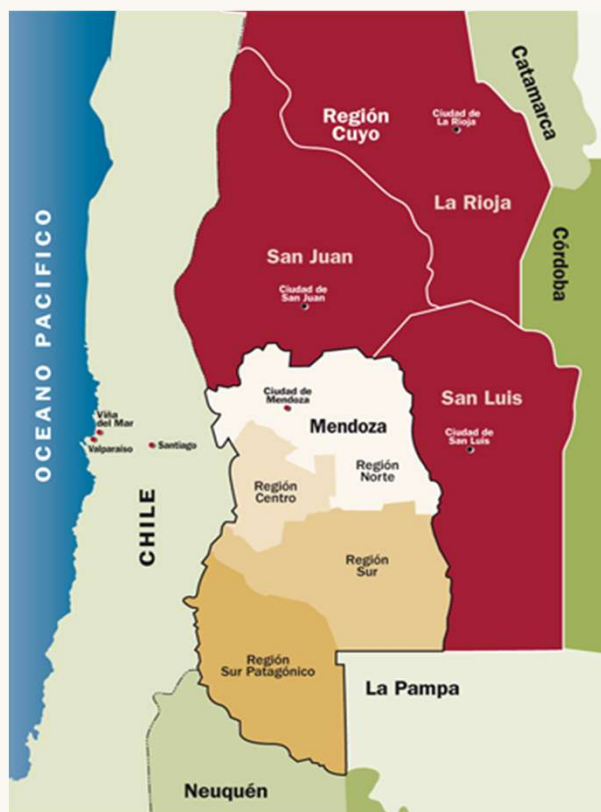 OCEANO PACIFICO
Catamarca
Región
Cuyo
Ciudad de
La Rioja
La Rioja
Córdoba
San Juan
Ciudad de
San Juan
Ciudad de
Mendoza
San Luis
Mendoza
Viña
del Mar
Valparaiso
Santiago
Ciudad de
San Luis
Región
Norte
Región
Centro
CHILE
Región
Sur
Región
Sur Patagónico
La Pampa
Neuquén